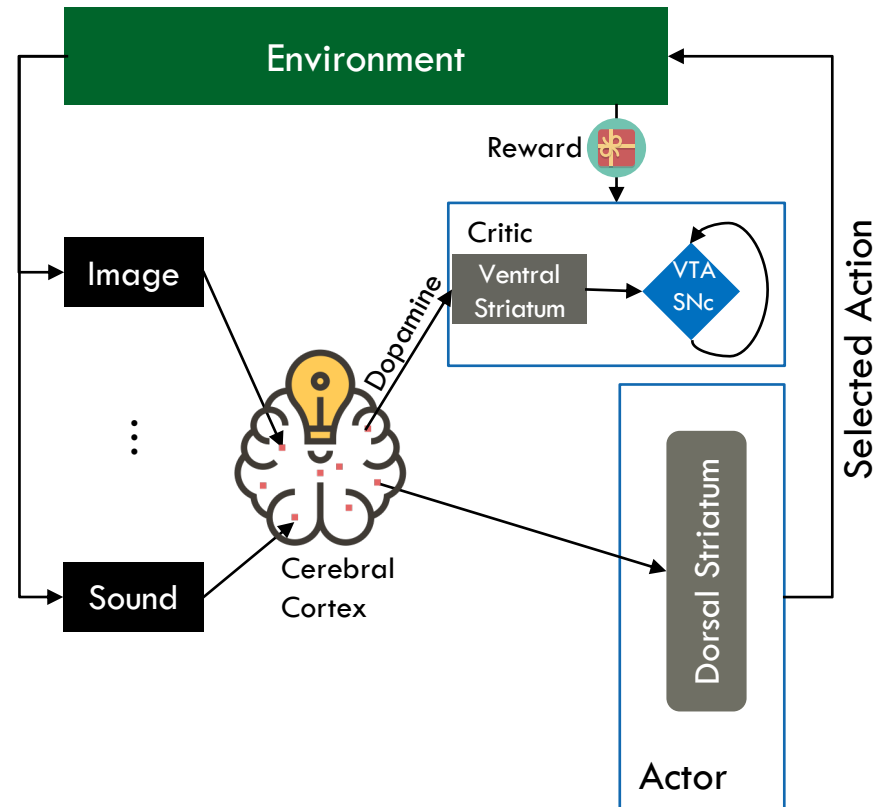 Environment
Reward
Critic
Image
Ventral
Striatum
VTA
SNc
Dopamine
Selected Action
⋮
Dorsal Striatum
Cerebral
Cortex
Sound
Actor